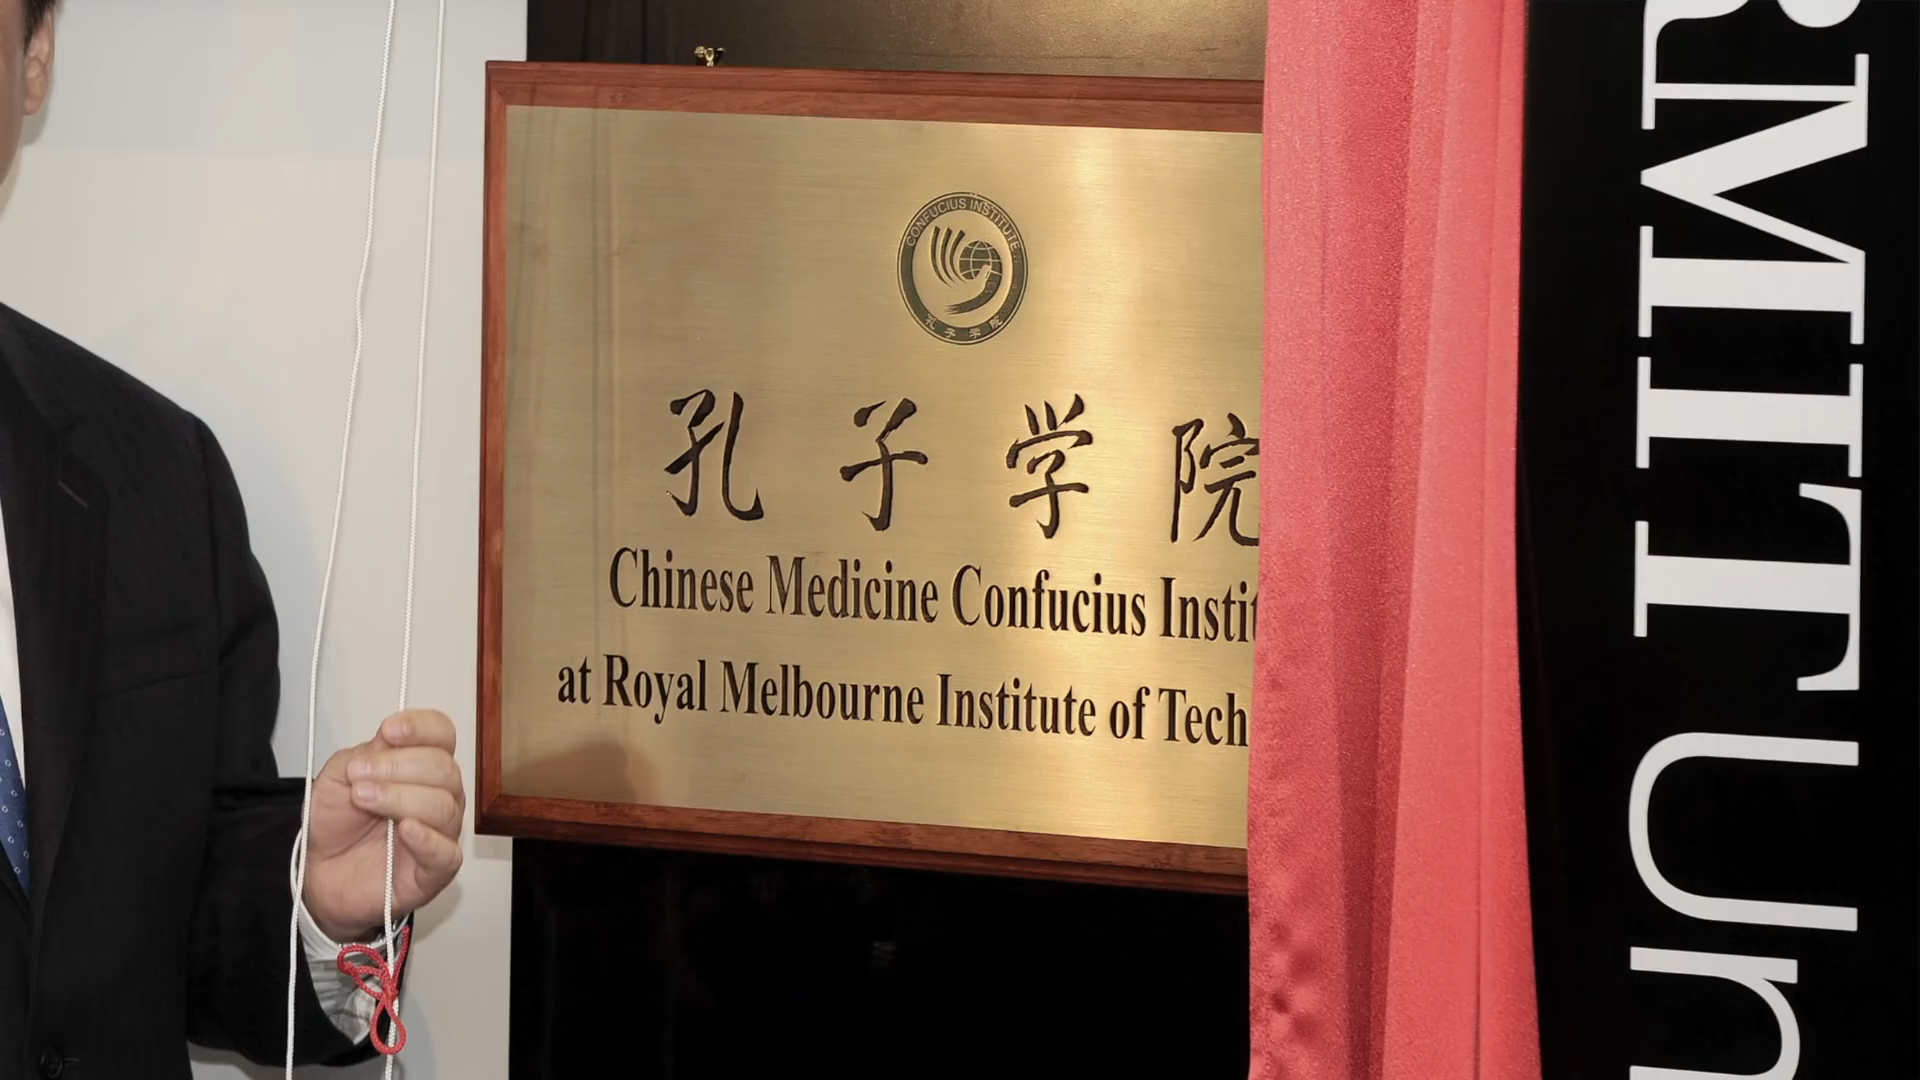 CONFUCIUS INSTITUTE
孔子学院
孔子学院
Chinese Medicine Confucius Instit
at Royal Melbourne Institute of Tech
RMIT Un